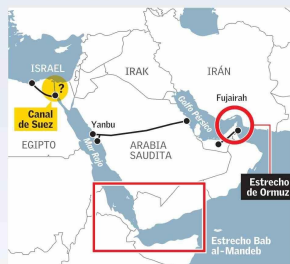 ISRAEL
?
Canal
de Suez
EGIPTO
IRAK
IRÁN
Yanbu
Mar Rojo
ARABIA
SAUDITA
Golfo Pérsico
Fujairah
Estrecho
de Ormuz
Estrecho Bab
al-Mandeb